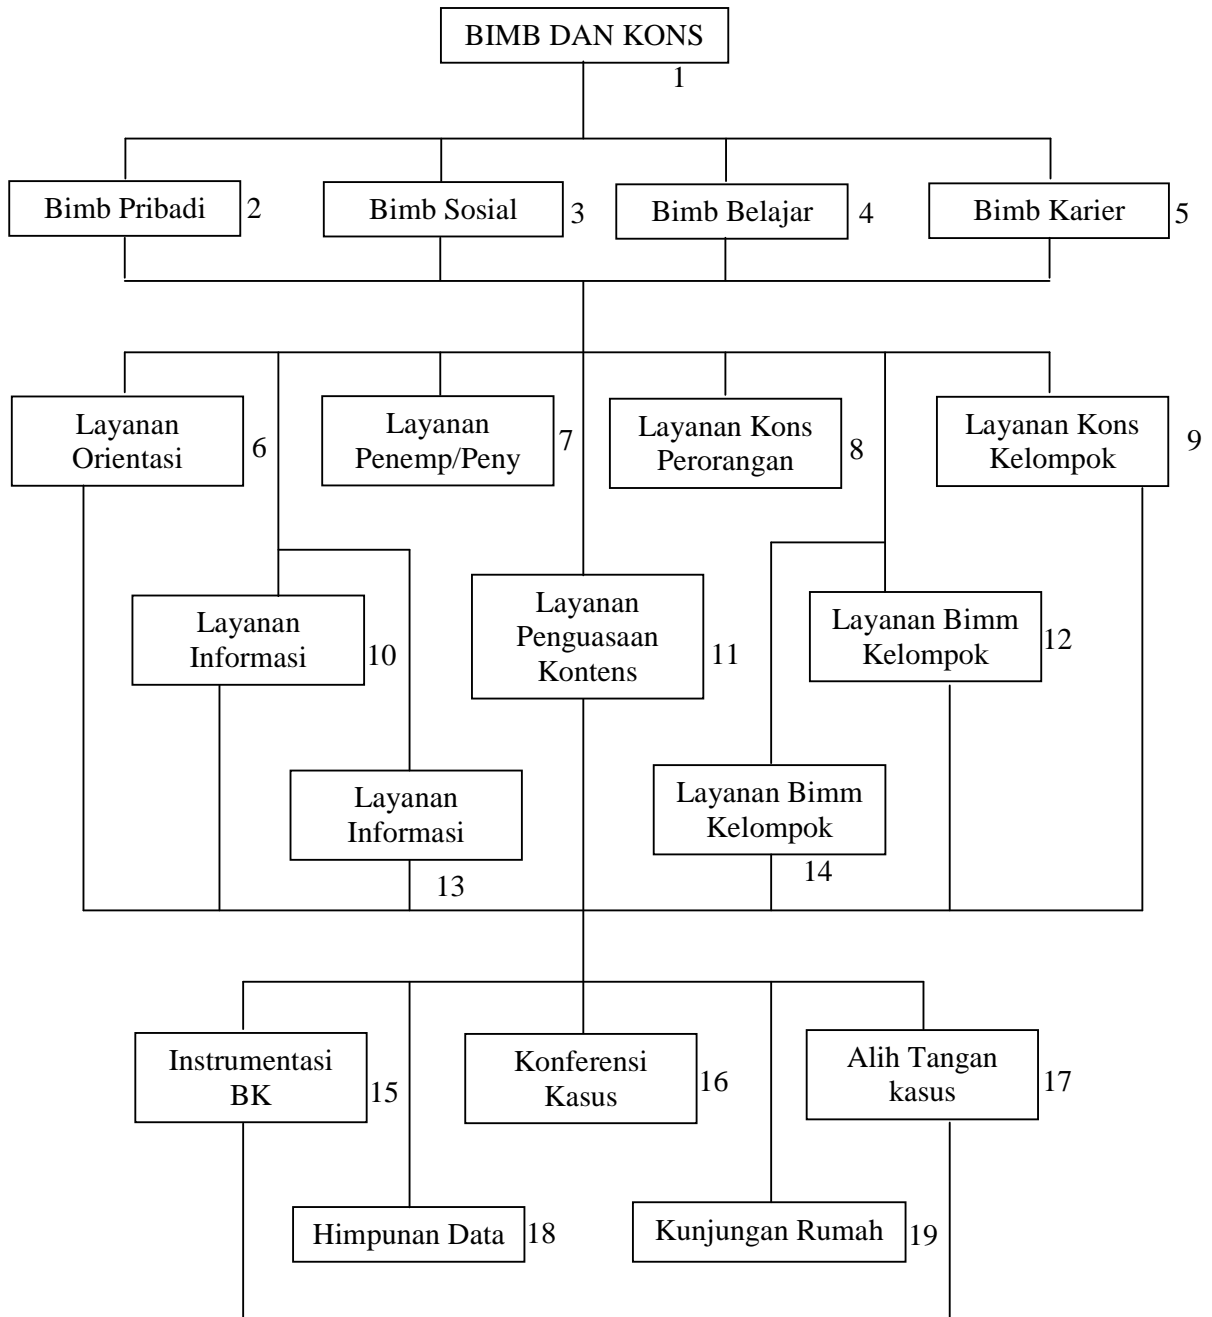 BIMB DAN KONS
1
Bimb Pribadi
2
Bimb Sosial
3
Bimb Belajar
4
Bimb Karier
5
Layanan
Orientasi
6
Layanan
Penemp/Peny
7
Layanan Kons
Perorangan
8
Layanan Kons
Kelompok
9
Layanan
Informasi
10
Layanan
Penguasaan
Kontens
11
Layanan Bimm
Kelompok
12
Layanan
Informasi
13
Layanan Bimm
Kelompok
14
Instrumentasi
BK
15
Konferensi
Kasus
16
Alih Tangan
kasus
17
Himpunan Data
18
Kunjungan Rumah
19